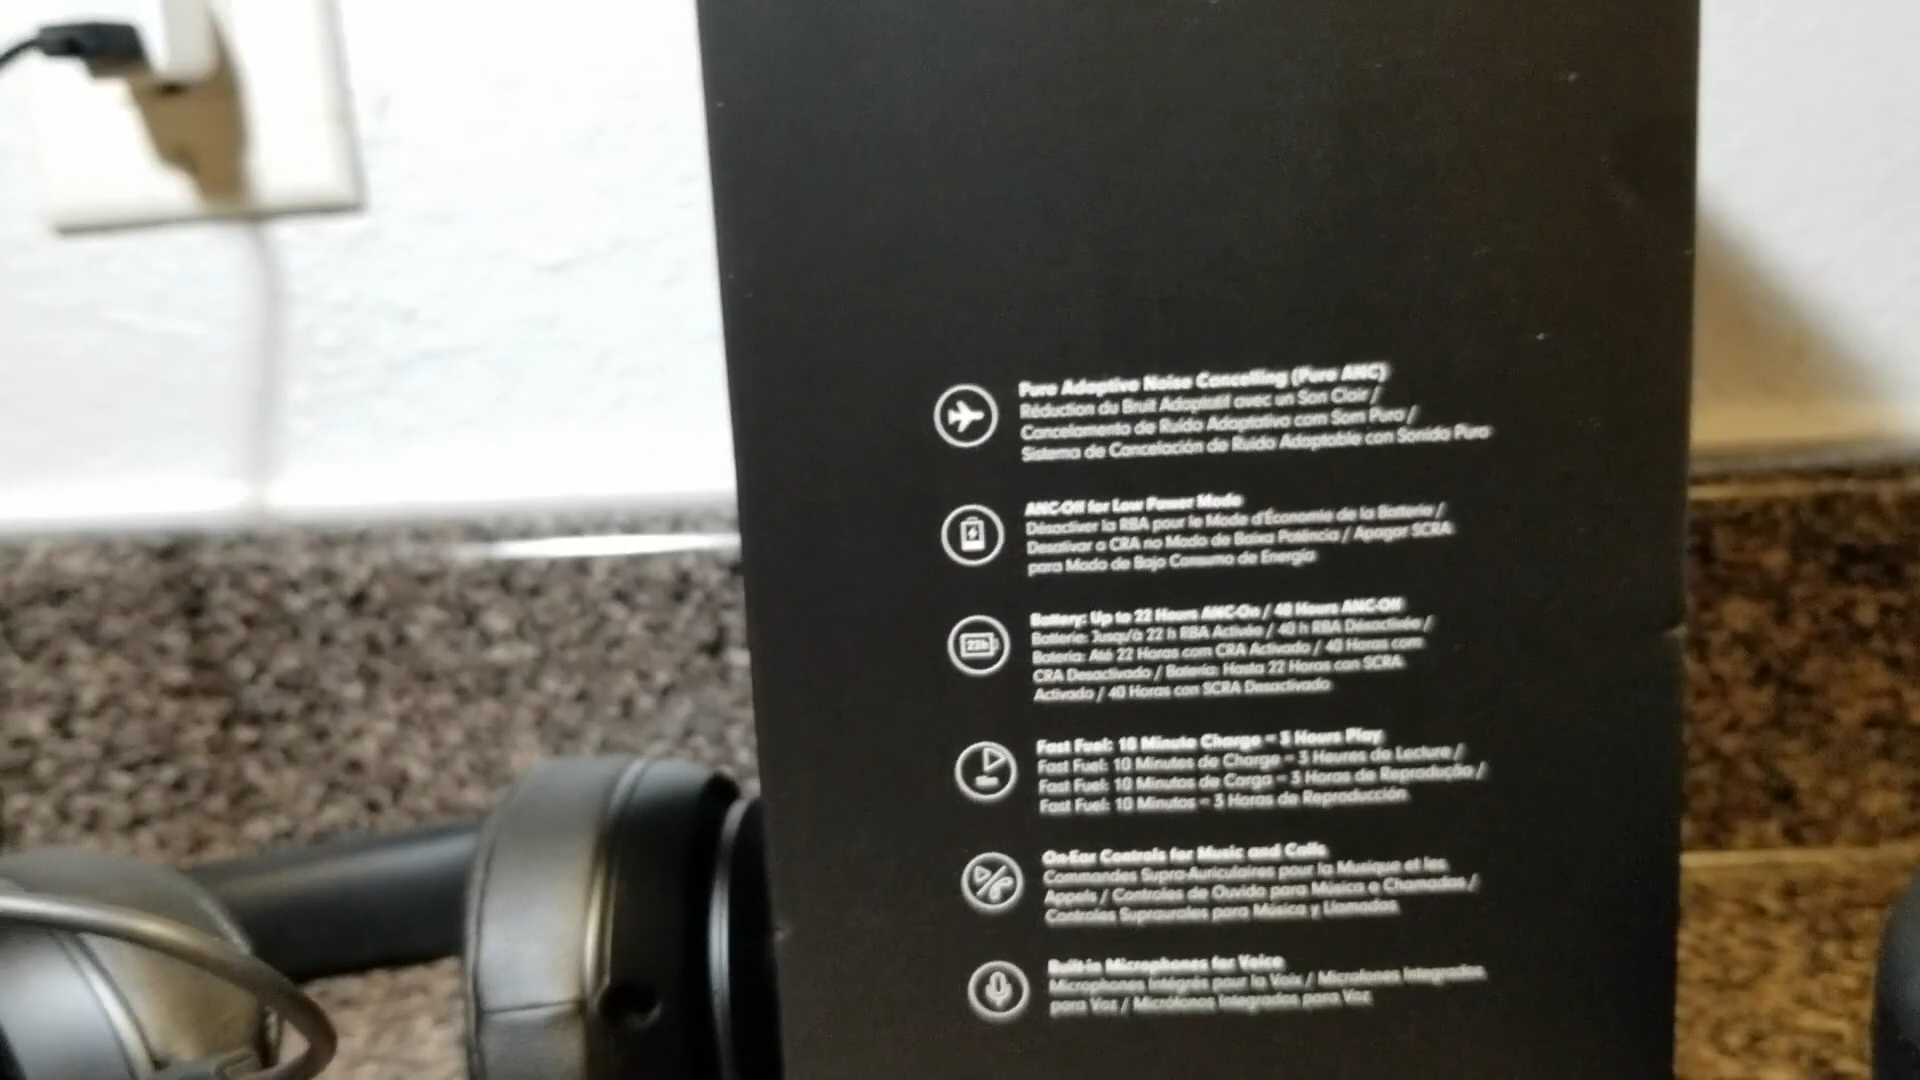 Pure Adaptive Noise Cancelling (Pure ANC)
Réduction du Bruit Adaptatif avec un Son Clair /
Cancelamento de Ruído Adaptativo com Som Puro /
Sistema de Cancelación de Ruido Adaptable con Sonido Puro
ANC-Off for Low Power Mode
Désactiver la RBA pour le Mode d'Économie de la Batterie /
Desativar o CRA no Modo de Baixa Potência / Apagar SCRA
para Modo de Bajo Consumo de Energía
22h
Battery: Up to 22 Hours ANC-On / 40 Hours ANC-Off
Batterie: Jusqu'à 22 h RBA Activée / 40 h RBA Désactivée /
Bateria: Até 22 Horas com CRA Activado / 40 Horas com
CRA Desactivado / Batería: Hasta 22 Horas con SCRA
Activado / 40 Horas con SCRA Desactivado
Fast Fuel: 10 Minute Charge = 3 Hours Play
Fast Fuel: 10 Minutes de Charge = 3 Heures de Lecture /
Fast Fuel: 10 Minutos de Carga = 3 Horas de Reprodução /
Fast Fuel: 10 Minutos = 3 Horas de Reproducción
On-Ear Controls for Music and Calls
Commandes Supra-Auriculaires pour la Musique et les
Appels / Controles de Ouvido para Música e Chamadas /
Controles Supraurales para Música y Llamadas
Built-in Microphones for Voice
Microphones Intégrés pour la Voix / Microfones Integrados
para Voz / Micrófonos Integrados para Voz